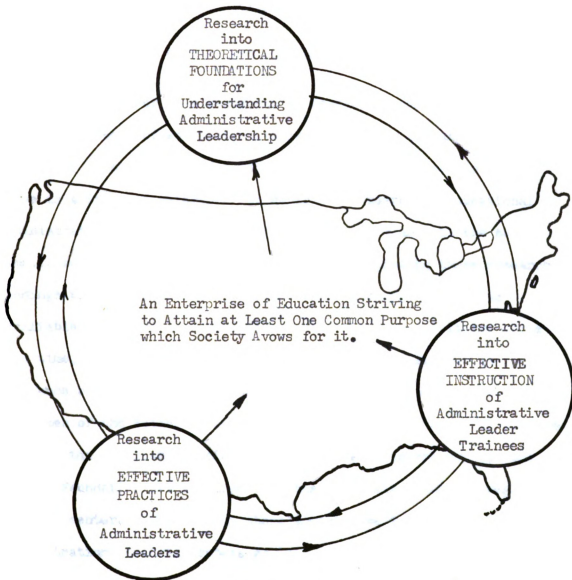 Research
into
THEORETICAL
FOUNDATIONS
for
Understanding
Administrative
Leadership
An Enterprise of Education Striving
to Attain at Least One Common Purpose
which Society Avows for it.
Research
into
EFFECTIVE
INSTRUCTION
of
Administrative
Leader
Trainees
Research
into
EFFECTIVE
PRACTICES
of
Administrative
Leaders